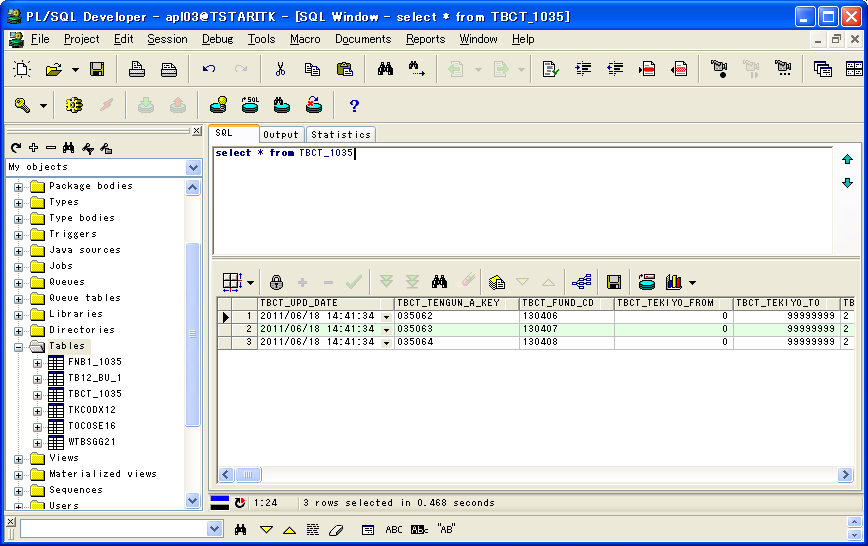 PL/SQL Developer - apl03@TSTARITK - [SQL Window - select * from TBCT_1035]
File Project Edit Session Debug Tools Macro Documents Reports Window Help
SQL
?
SQL Output Statistics
My objects
select * from TBCT_1035
Package bodies
Types
Type bodies
Triggers
Java sources
Jobs
Queues
Queue tables
Libraries
Directories
Tables
FNB1_1035
TB12_BU_1
TBCT_1035
TKCODX12
TOCOSE16
WTBSGG21
Views
Materialized views
Sequences
Users
TBCT_UPD_DATE TBCT_TENGUN_A_KEY TBCT_FUND_CD TBCT_TEKIYO_FROM TBCT_TEKIYO_TO TB
1 2011/06/18 14:41:34 035062 130406 0 99999999 2
2 2011/06/18 14:41:34 035063 130407 0 99999999 2
3 2011/06/18 14:41:34 035064 130408 0 99999999 2
1:24 3 rows selected in 0.468 seconds
ABC "AB"